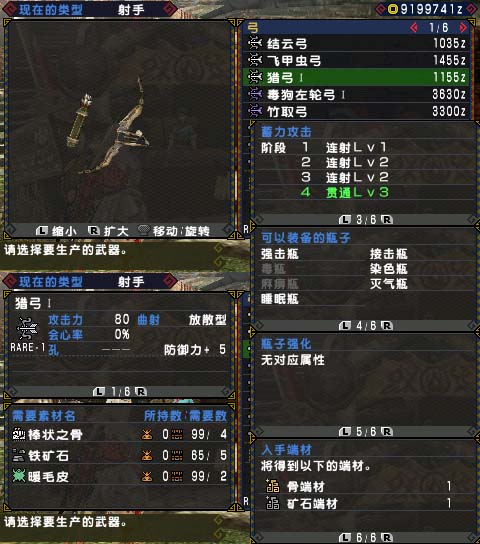 现在的类型 射手
缩小 R 扩大 移动/旋转
请选择要生产的武器。
9199741z
弓 1/6
结云弓 1035z
飞甲虫弓 1455z
猎弓Ⅰ 1155z
毒狗左轮弓Ⅰ 3630z
竹取弓 3300z
蓄力攻击
阶段 1 连射Lv1
2 连射Lv2
3 连射Lv2
4 贯通Lv3
L 3/6 R
可以装备的瓶子
强击瓶 接击瓶
毒瓶 染色瓶
麻痹瓶 灭气瓶
睡眠瓶
L 4/6 R
瓶子强化
无对应属性
L 5/6 R
入手端材
将得到以下的端材。
骨端材 1
矿石端材 1
L 6/6 R
现在的类型 射手
猎弓Ⅰ
攻击力 80 曲射 放散型
会心率 0%
RARE-1 孔 --- 防御力+ 5
L 1/6 R
需要素材名 所持数/需要数
棒状之骨 0 99/ 4
铁矿石 0 65/ 5
暖毛皮 0 99/ 2
请选择要生产的武器。